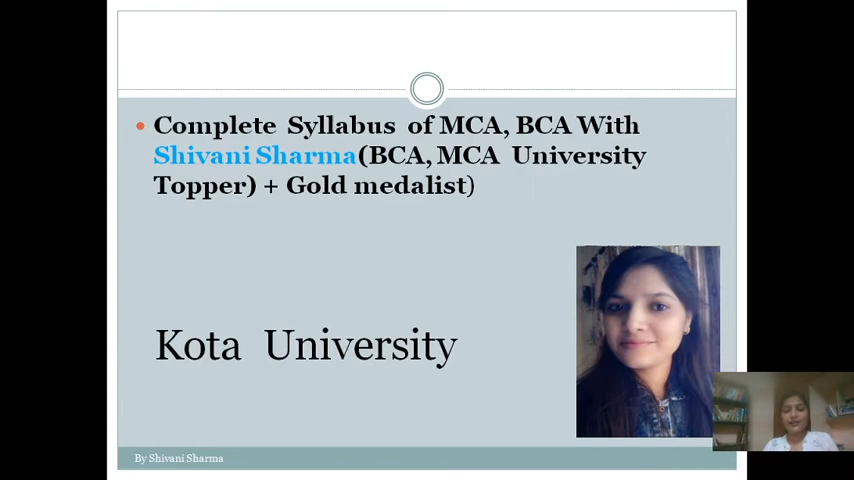 Complete Syllabus of MCA, BCA With
Shivani Sharma(BCA, MCA University
Topper) + Gold medalist)
Kota University
By Shivani Sharma